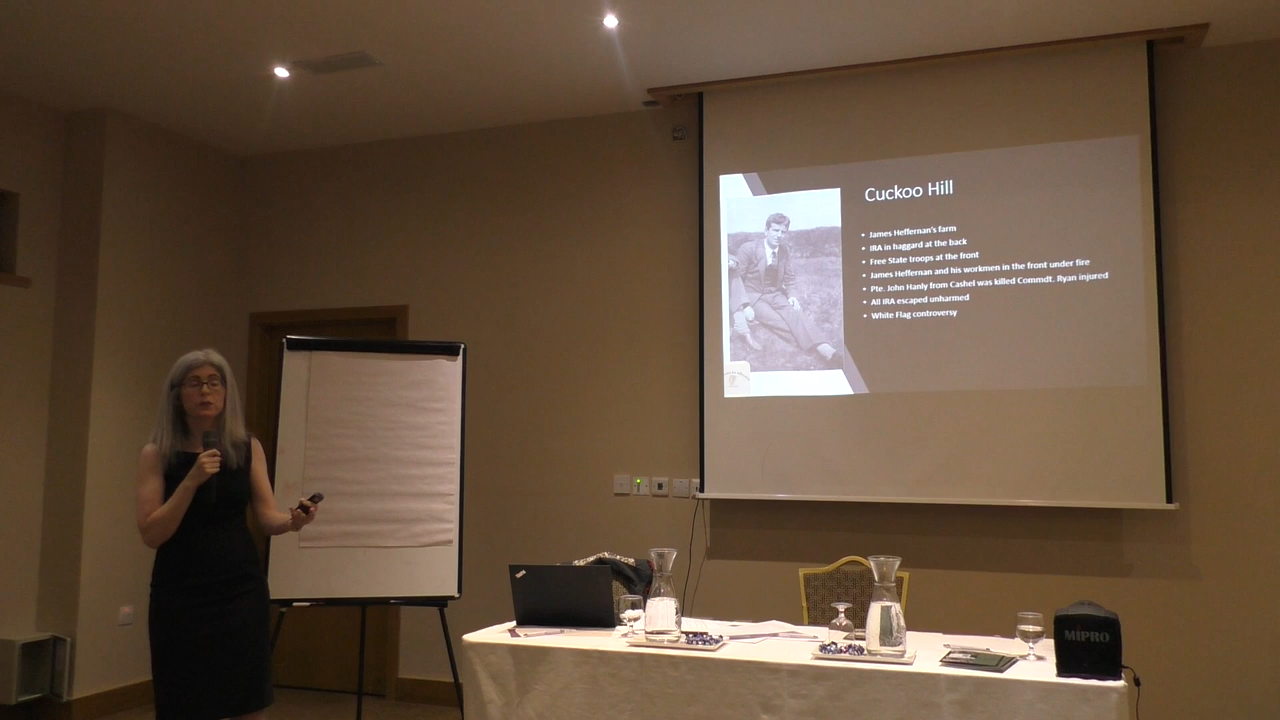 Cuckoo Hill
• James Heffernan's farm
• IRA in haggard at the back
• Free State troops at the front
• James Heffernan and his workmen in the front under fire
• Pte. John Hanly from Cashel was killed Commdt. Ryan injured
• All IRA escaped unharmed
• White Flag controversy
MIPRO